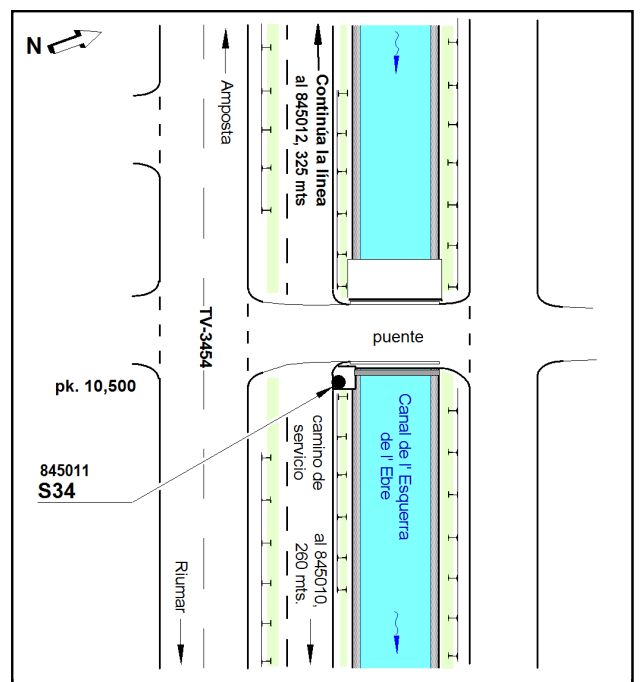 N
Amposta
Continúa la línea
al 845012, 325 mts
TV-3454
puente
pk. 10,500
845011
S34
camino de
servicio
Canal de l' Esquerra
de l' Ebre
al 845010,
260 mts.
Riumar